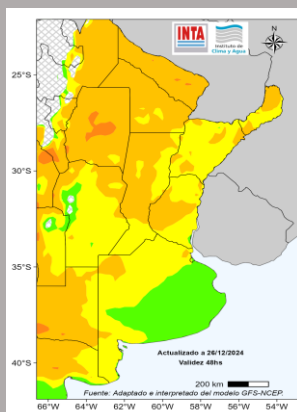 INTA
Instituto de
Clima y Agua
N
25°S
30°S
35°S
40°S
Actualizado a 26/12/2024
Validez 48hs
200 km
Fuente: Adaptado e interpretado del modelo GFS-NCEP.
66°W 64°W 62°W 60°W 58°W 56°W 54°W